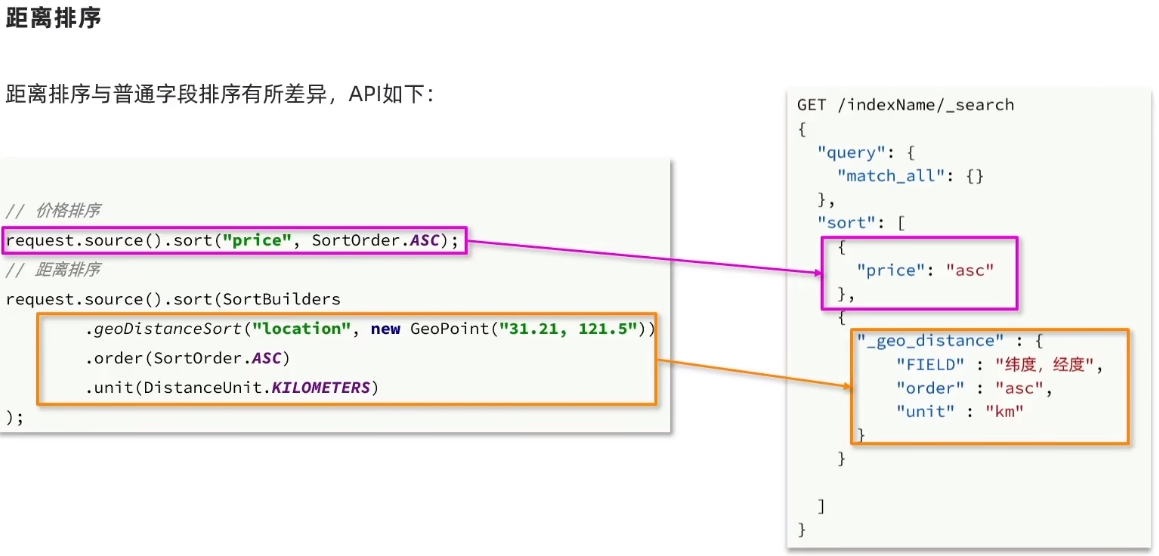 距离排序
距离排序与普通字段排序有所差异，API如下：
// 价格排序
request.source().sort("price", SortOrder.ASC);
// 距离排序
request.source().sort(SortBuilders
.geoDistanceSort("location", new GeoPoint("31.21, 121.5"))
.order(SortOrder.ASC)
.unit(DistanceUnit.KILOMETERS)
);
GET /indexName/_search
{
"query": {
"match_all": {}
},
"sort": [
{
"price": "asc"
},
{
"_geo_distance" : {
"FIELD" : "纬度，经度",
"order" : "asc",
"unit" : "km"
}
}
]
}